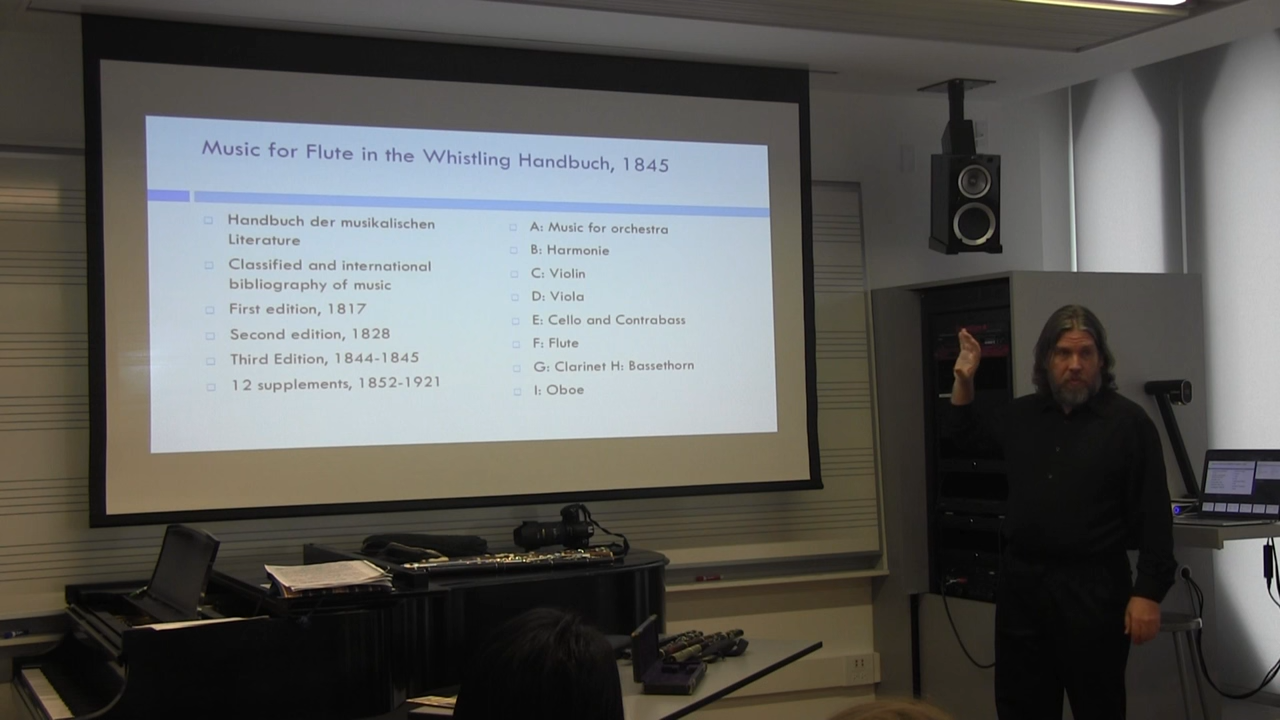 Music for Flute in the Whistling Handbuch, 1845
Handbuch der musikalischen
Literature
Classified and international
bibliography of music
First edition, 1817
Second edition, 1828
Third Edition, 1844-1845
12 supplements, 1852-1921
A: Music for orchestra
B: Harmonie
C: Violin
D: Viola
E: Cello and Contrabass
F: Flute
G: Clarinet H: Bassethorn
I: Oboe